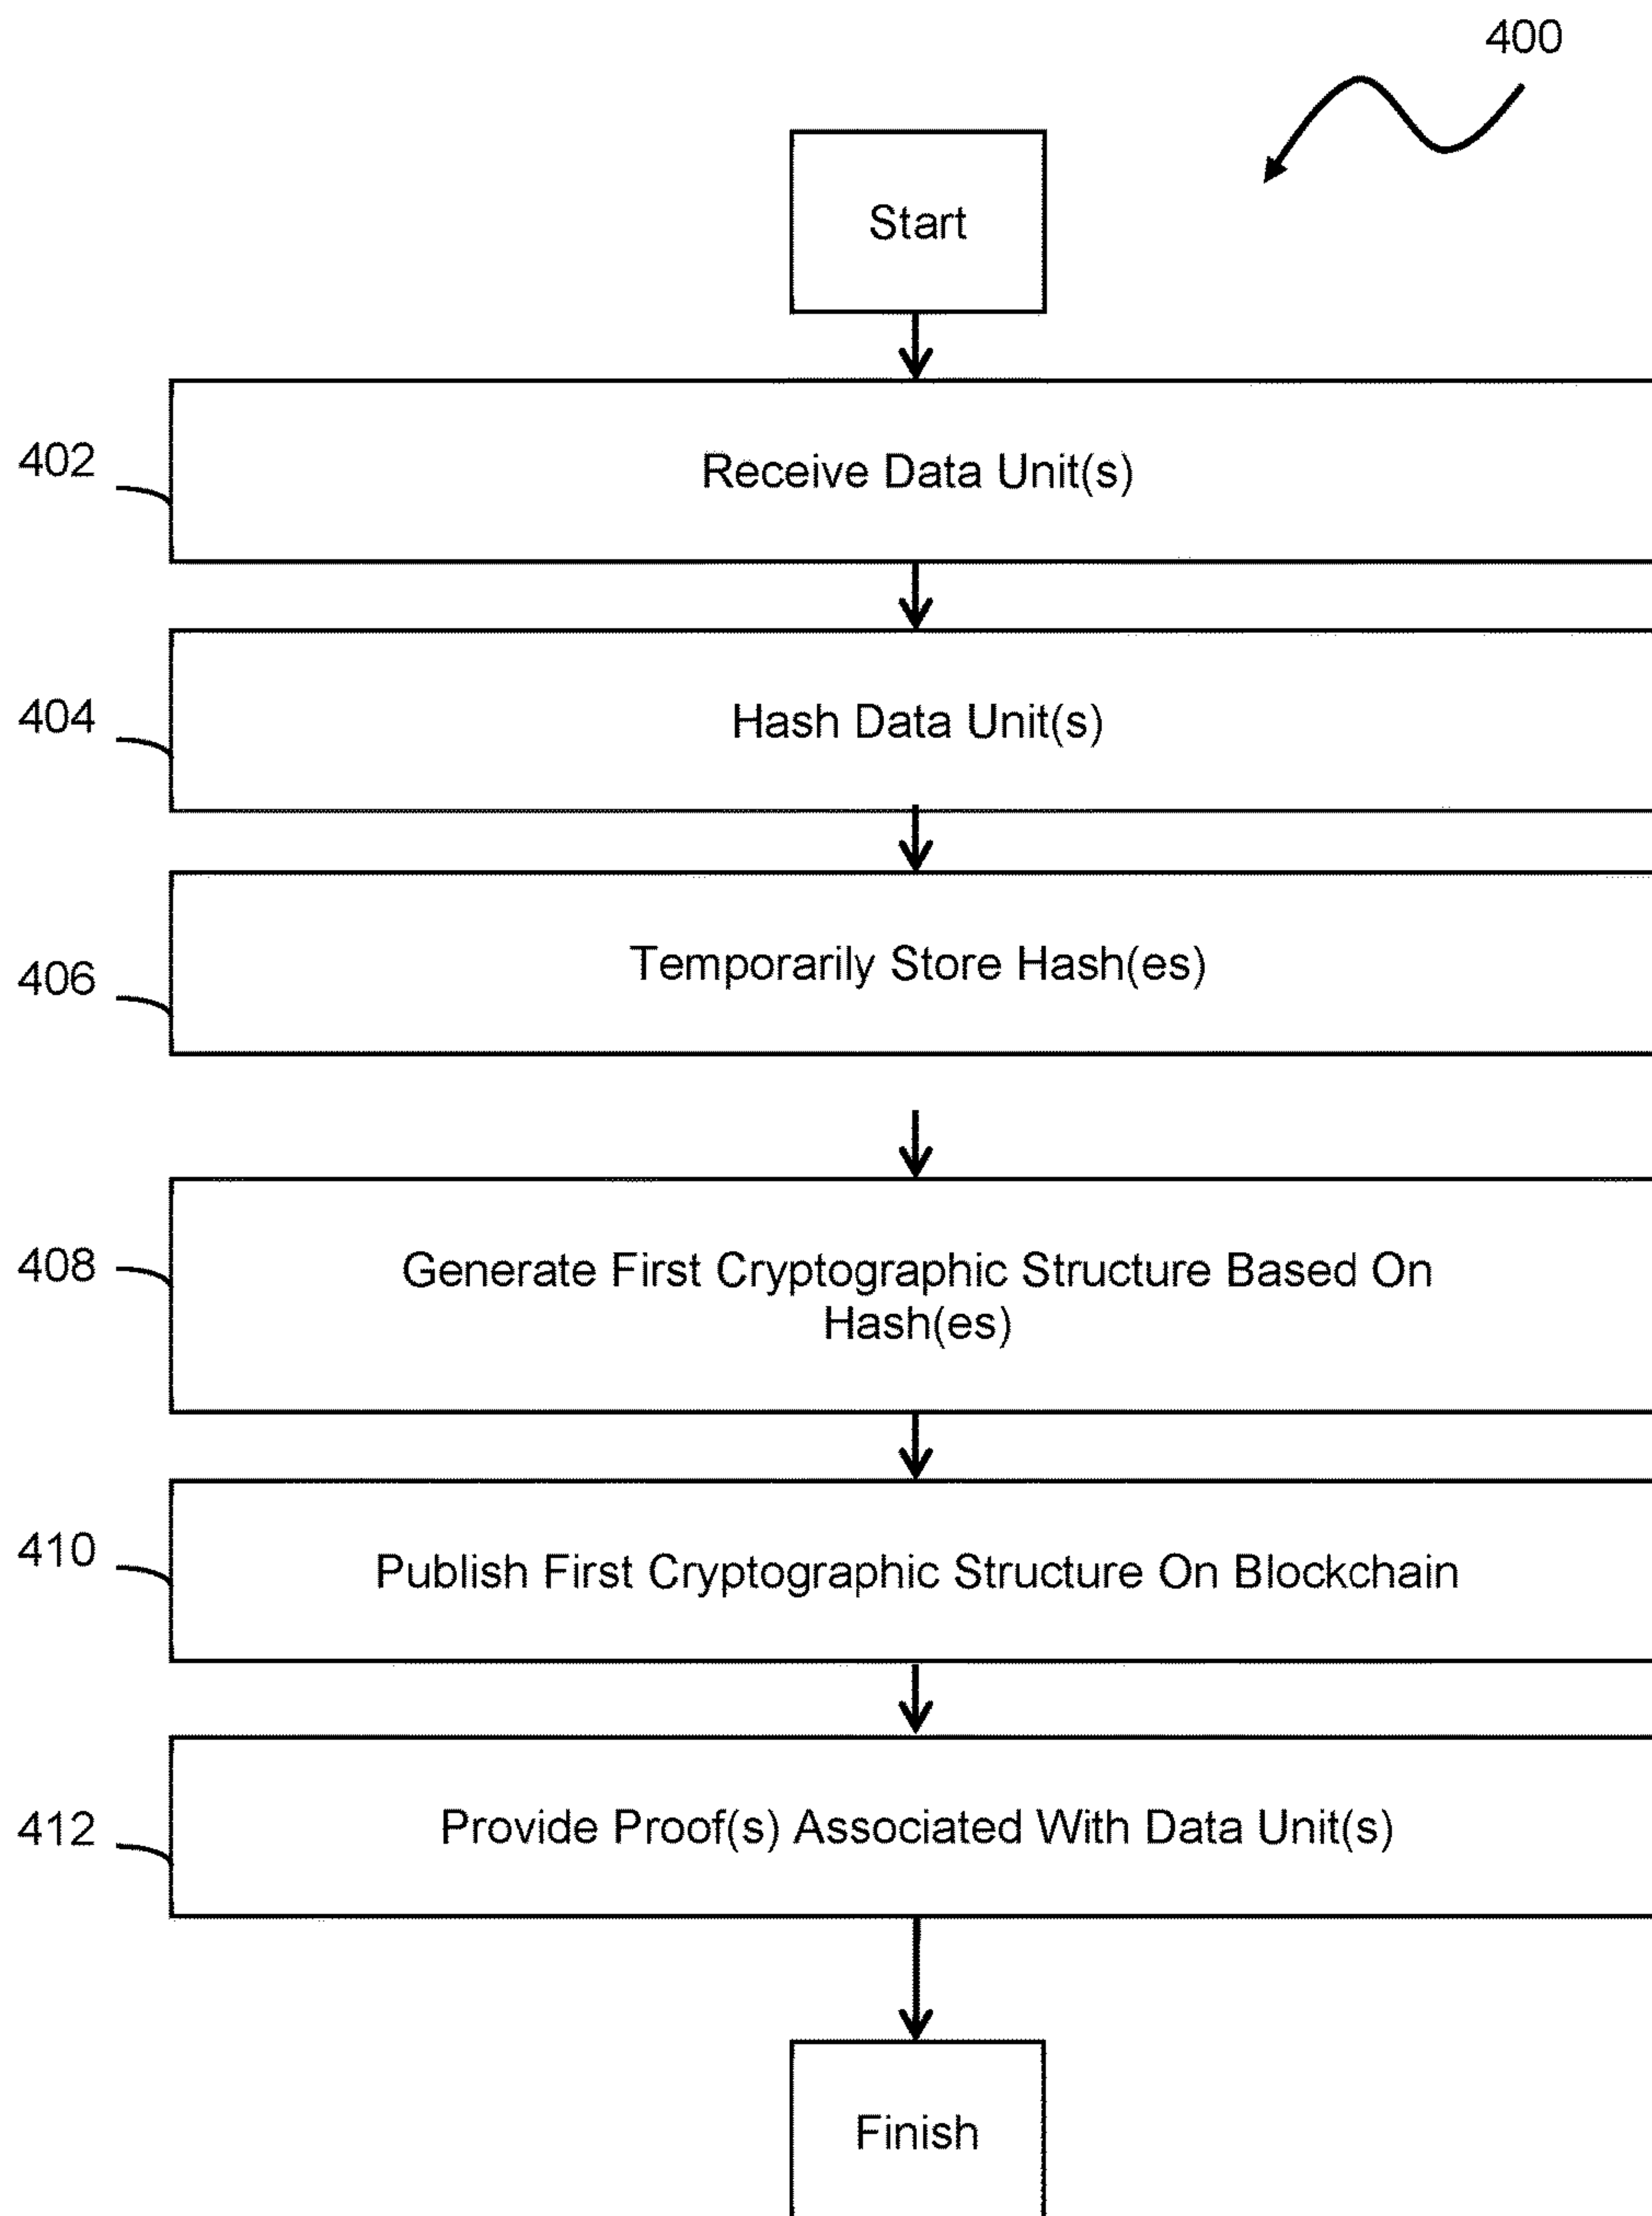 400
Start
402
Receive Data Unit(s)
404
Hash Data Unit(s)
406
Temporarily Store Hash(es)
408
Generate First Cryptographic Structure Based On
Hash(es)
410
Publish First Cryptographic Structure On Blockchain
412
Provide Proof(s) Associated With Data Unit(s)
Finish